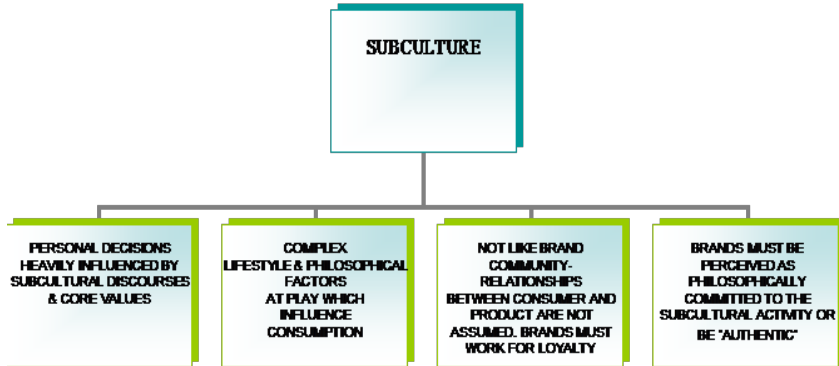 SUBCULTURE
PERSONAL DECISIONS
HEAVILY INFLUENCED BY
SUBCULTURAL DISCOURSES
& CORE VALUES
COMPLEX
LIFESTYLE & PHILOSOPHICAL
FACTORS
AT PLAY WHICH
INFLUENCE
CONSUMPTION
NOT LIKE BRAND
COMMUNITY-
RELATIONSHIPS
BETWEEN CONSUMER AND
PRODUCT ARE NOT
ASSUMED. BRANDS MUST
WORK FOR LOYALTY
BRANDS MUST BE
PERCEIVED AS
PHILOSOPHICALLY
COMMITTED TO THE
SUBCULTURAL ACTIVITY OR
BE "AUTHENTIC"